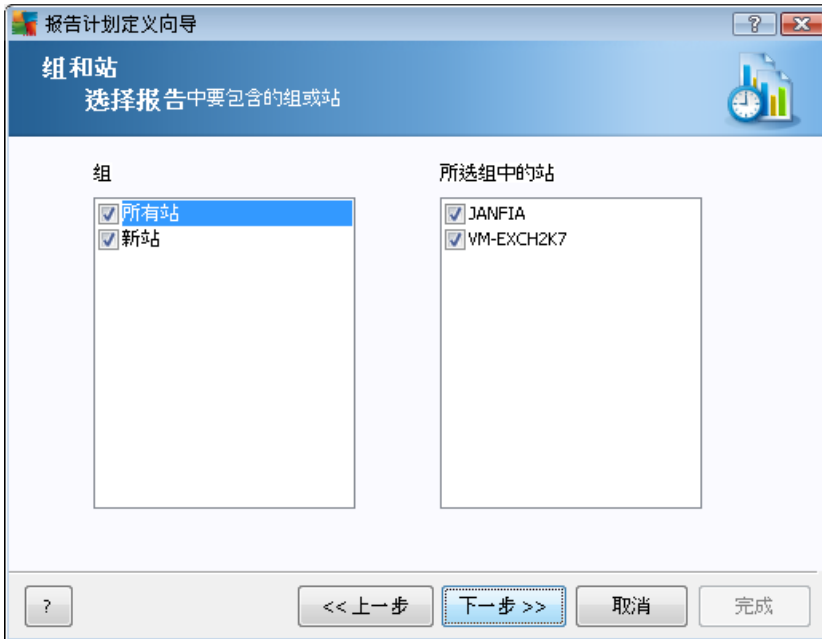 报告计划定义向导
?
组和站
选择报告中要包含的组或站
组
所选组中的站
所有站
新站
JANFIA
VM-EXCH2K7
?
<< 上一步
下一步 >>
取消
完成